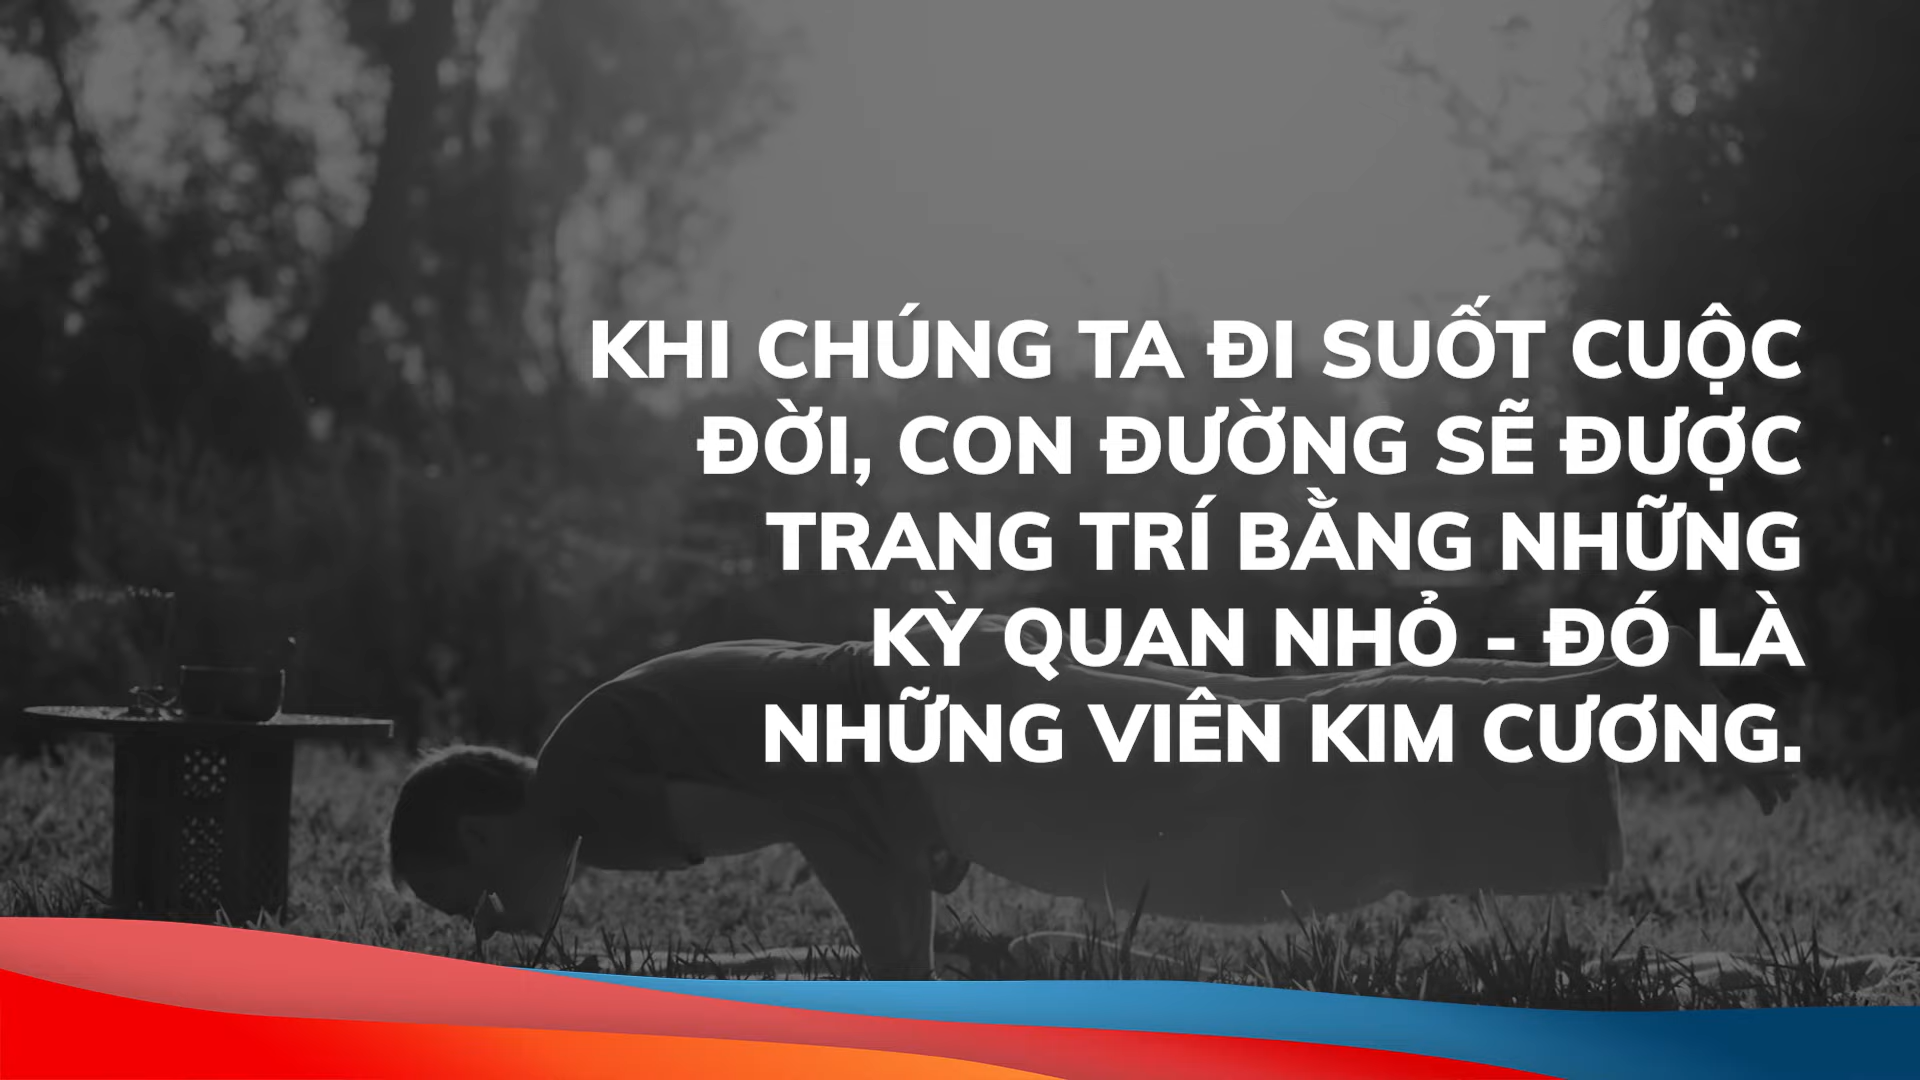 KHI CHÚNG TA ĐI SUỐT CUỘC
ĐỜI, CON ĐƯỜNG SẼ ĐƯỢC
TRANG TRÍ BẰNG NHỮNG
KỲ QUAN NHỎ - ĐÓ LÀ
NHỮNG VIÊN KIM CƯƠNG.